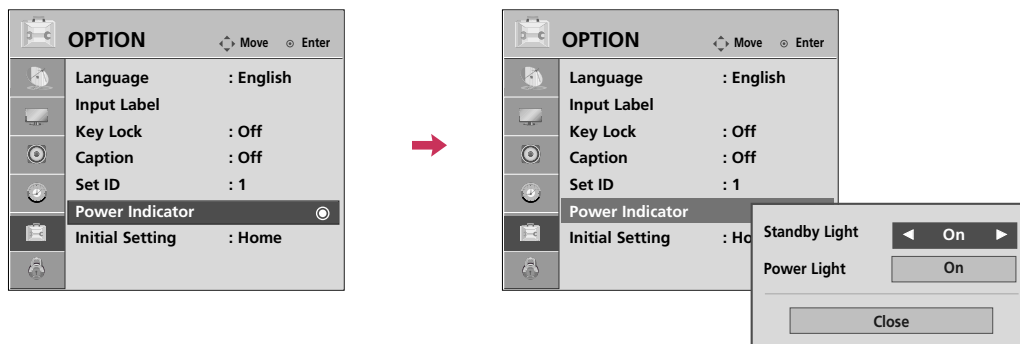 OPTION Move Enter
Language : English
Input Label
Key Lock : Off
Caption : Off
Set ID : 1
Power Indicator
Initial Setting : Home
OPTION Move Enter
Language : English
Input Label
Key Lock : Off
Caption : Off
Set ID : 1
Power Indicator
Initial Setting : Ho
Standby Light ◄ On ►
Power Light On
Close